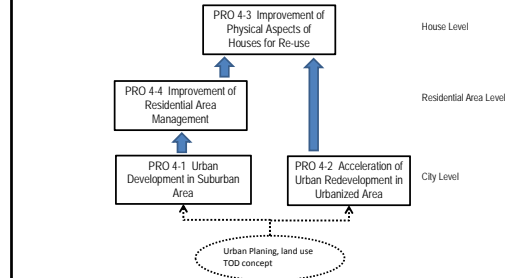 PRO 4-3 Improvement of
Physical Aspects of
Houses for Re-use
House Level
PRO 4-4 Improvement of
Residential Area
Management
Residential Area Level
PRO 4-1 Urban
Development in Suburban
Area
PRO 4-2 Acceleration of
Urban Redevelopment in
Urbanized Area
City Level
Urban Planing, land use
TOD concept